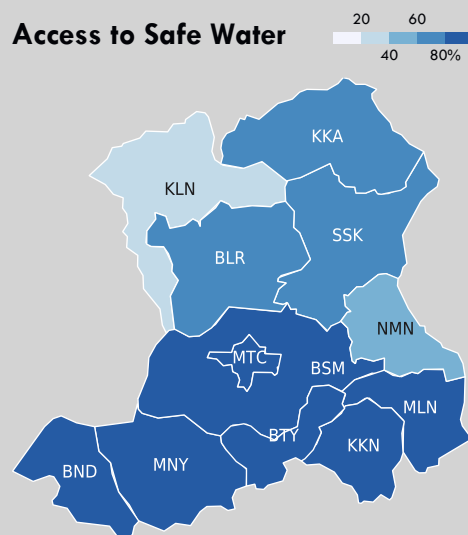 Access to Safe Water
20 60
40 80%
KKA
KLN
SSK
BLR
NMN
MTC
BSM
MLN
BTY
KKN
MNY
BND